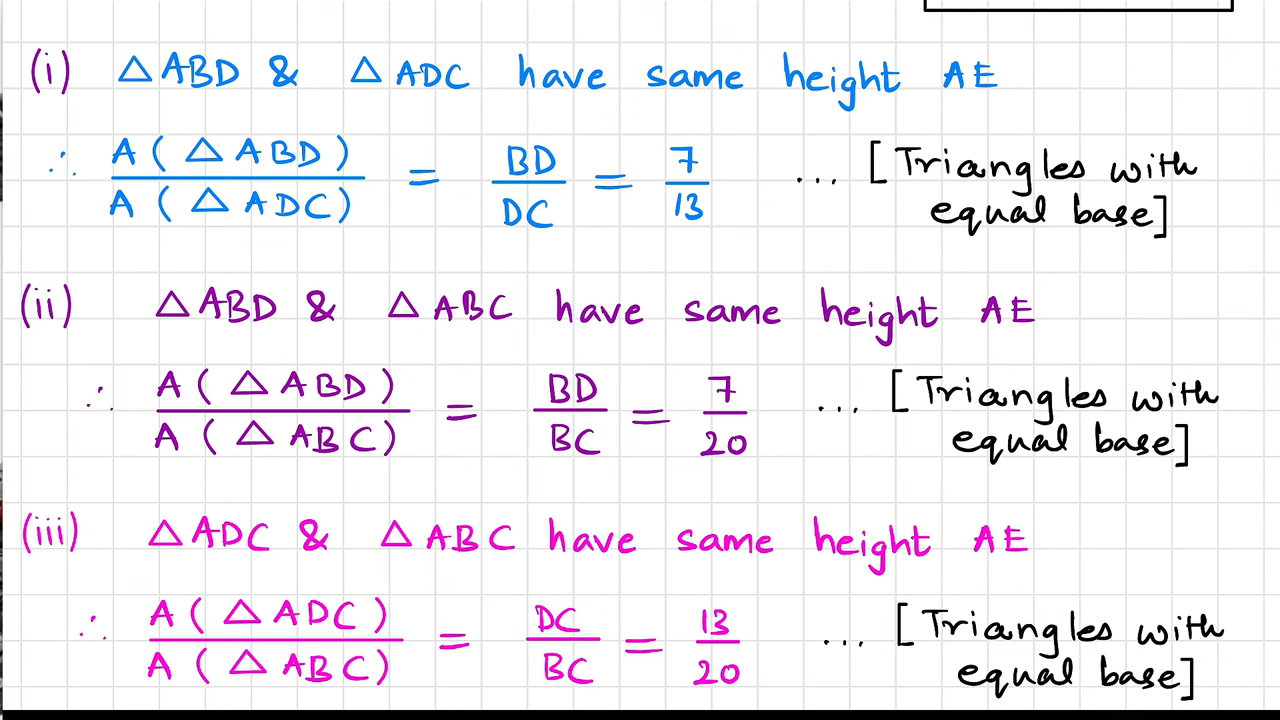 (i) △ABD & △ADC have same height AE
∴ A(△ABD)/A(△ADC) = BD/DC = 7/13 ... [Triangles with
equal base]
(ii) △ABD & △ABC have same height AE
∴ A(△ABD)/A(△ABC) = BD/BC = 7/20 ... [Triangles with
equal base]
(iii) △ADC & △ABC have same height AE
∴ A(△ADC)/A(△ABC) = DC/BC = 13/20 ... [Triangles with
equal base]